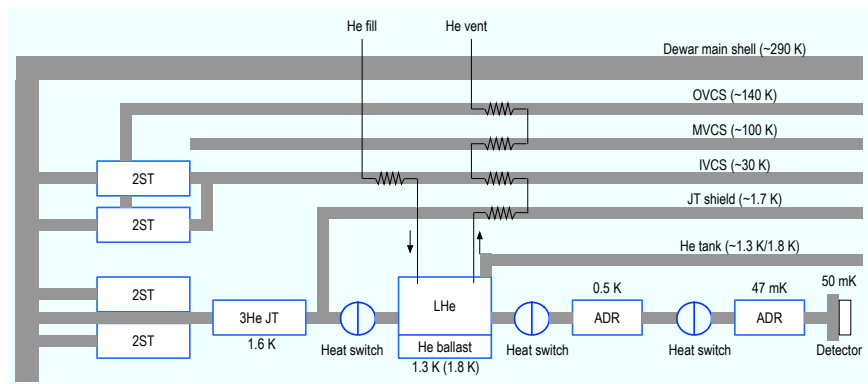 He fill
He vent
Dewar main shell (~290 K)
OVCS (~140 K)
MVCS (~100 K)
2ST
IVCS (~30 K)
JT shield (~1.7 K)
2ST
He tank (~1.3 K/1.8 K)
2ST
LHe
0.5 K
47 mK
50 mK
3He JT
ADR
ADR
2ST
1.6 K
Heat switch
He ballast
Heat switch
Heat switch
Detector
1.3 K (1.8 K)